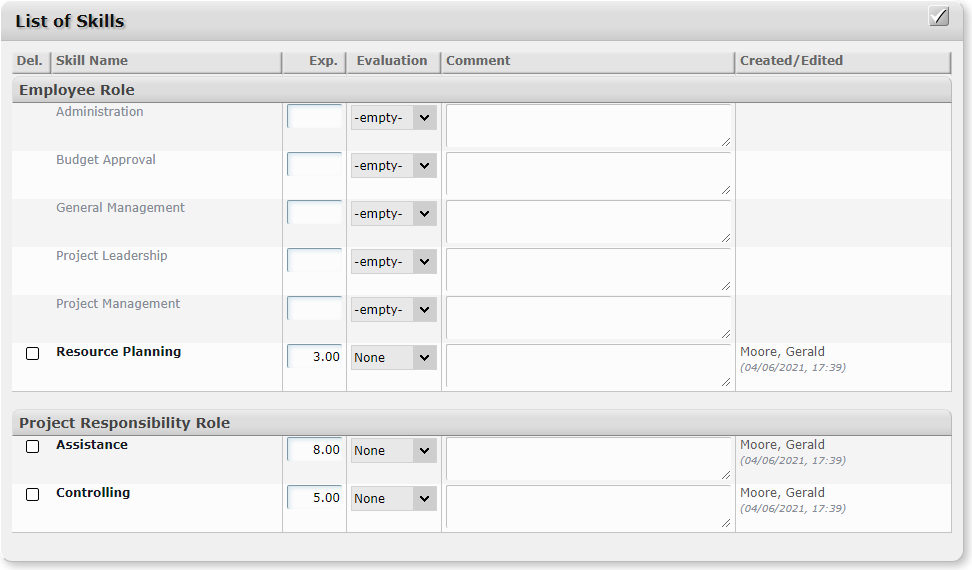 List of Skills
Del. Skill Name Exp. Evaluation Comment Created/Edited
Employee Role
Administration -empty-
Budget Approval -empty-
General Management -empty-
Project Leadership -empty-
Project Management -empty-
Resource Planning 3.00 None Moore, Gerald
(04/06/2021, 17:39)
Project Responsibility Role
Assistance 8.00 None Moore, Gerald
(04/06/2021, 17:39)
Controlling 5.00 None Moore, Gerald
(04/06/2021, 17:39)